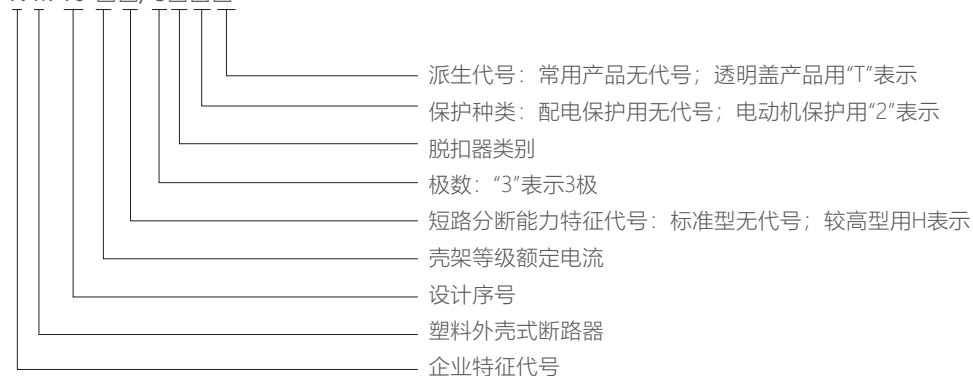 派生代号：常用产品无代号；透明盖产品用“T”表示
保护种类：配电保护用无代号；电动机保护用“2”表示
脱扣器类别
极数：“3”表示3极
短路分断能力特征代号：标准型无代号；较高型用H表示
壳架等级额定电流
设计序号
塑料外壳式断路器
企业特征代号